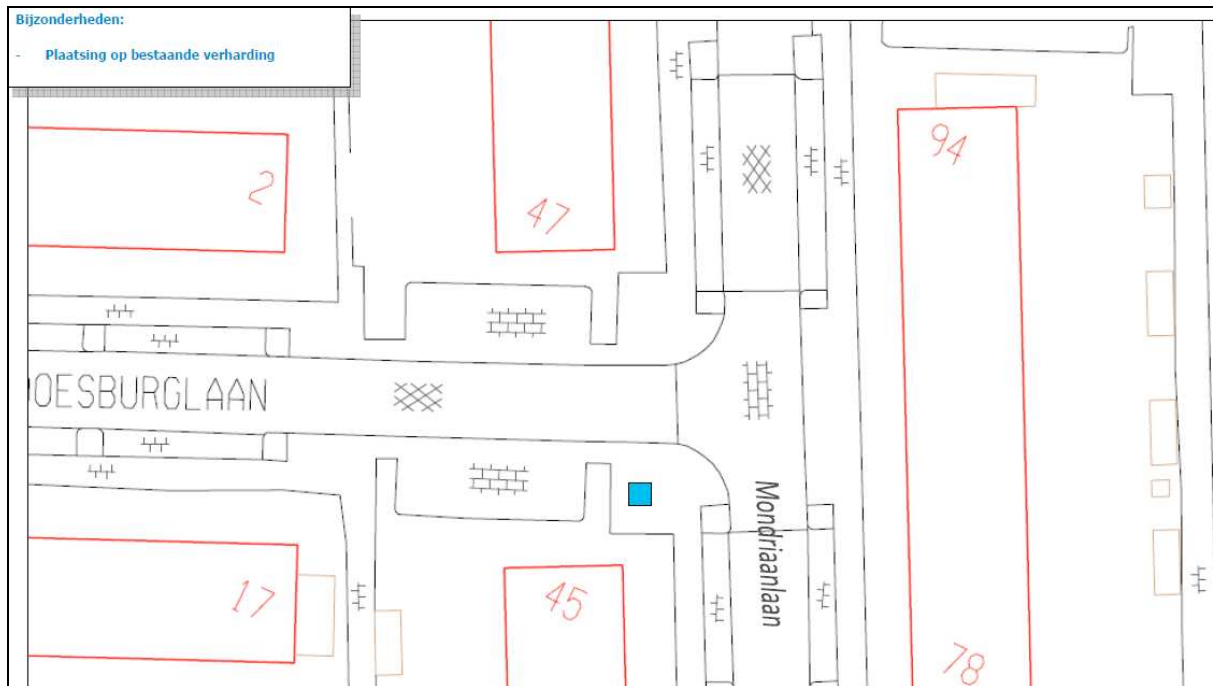 Bijzonderheden:
- Plaatsing op bestaande verharding
94
2
47
OESBURGLAAN
Mondriaanlaan
17
45
78